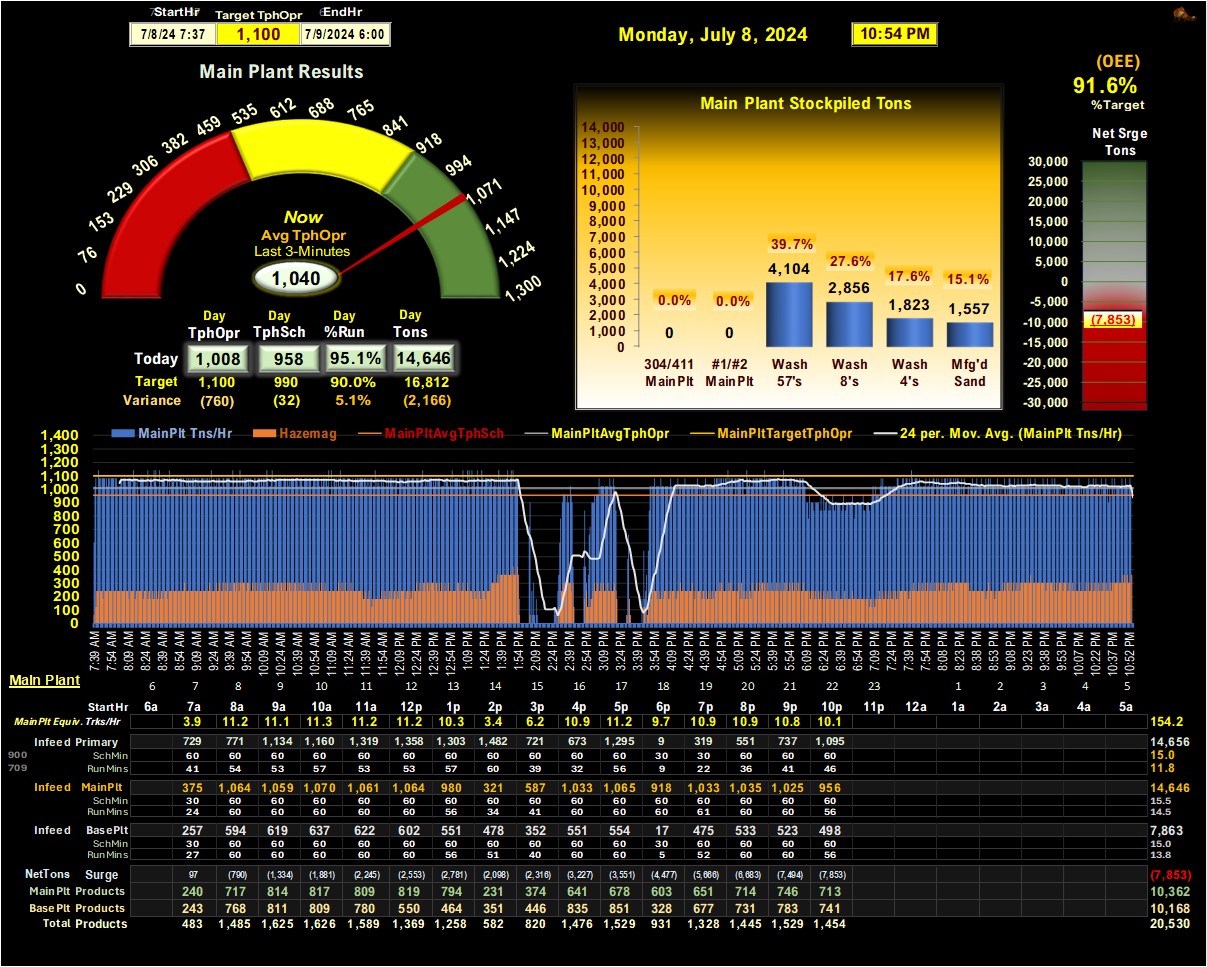 StartHr Target TphOpr EndHr
7/8/24 7:37 1,100 7/9/2024 6:00
Monday, July 8, 2024 10:54 PM
(OEE)
91.6%
%Target
Main Plant Results
0 76 153 229 306 382 459 535 612 688 765 841 918 994 1,071 1,147 1,224 1,300
Now
Avg TphOpr
Last 3-Minutes
1,040
Day Day Day Day
TphOpr TphSch %Run Tons
Today 1,008 958 95.1% 14,646
Target 1,100 990 90.0% 16,812
Variance (760) (32) 5.1% (2,166)
Main Plant Stockpiled Tons
14,000
13,000
12,000
11,000
10,000
9,000
8,000
7,000
6,000
5,000
4,000
3,000
2,000
1,000
0
0.0% 0.0% 39.7% 27.6% 17.6% 15.1%
0 0 4,104 2,856 1,823 1,557
304/411 #1/#2 Wash Wash Wash Mfg'd
MainPlt MainPlt 57's 8's 4's Sand
Net Srge
Tons
30,000
25,000
20,000
15,000
10,000
5,000
0
-5,000
-10,000
-15,000
-20,000
-25,000
-30,000
(7,853)
MainPlt Tns/Hr Hazemag MainPltAvgTphSch MainPltAvgTphOpr MainPltTargetTphOpr 24 per. Mov. Avg. (MainPlt Tns/Hr)
1,400
1,300
1,200
1,100
1,000
900
800
700
600
500
400
300
200
100
0
7:39 AM 7:54 AM 8:09 AM 8:24 AM 8:39 AM 8:54 AM 9:09 AM 9:24 AM 9:39 AM 9:54 AM 10:09 AM 10:24 AM 10:39 AM 10:54 AM 11:09 AM 11:24 AM 11:39 AM 11:54 AM 12:09 PM 12:24 PM 12:39 PM 12:54 PM 1:09 PM 1:24 PM 1:39 PM 1:54 PM 2:09 PM 2:24 PM 2:39 PM 2:54 PM 3:09 PM 3:24 PM 3:39 PM 3:54 PM 4:09 PM 4:24 PM 4:39 PM 4:54 PM 5:09 PM 5:24 PM 5:39 PM 5:54 PM 6:09 PM 6:24 PM 6:39 PM 6:54 PM 7:09 PM 7:24 PM 7:39 PM 7:54 PM 8:08 PM 8:23 PM 8:38 PM 8:53 PM 9:08 PM 9:23 PM 9:38 PM 9:53 PM 10:07 PM 10:22 PM 10:37 PM 10:52 PM
Main Plant
6 7 8 9 10 11 12 13 14 15 16 17 18 19 20 21 22 23 1 2 3 4 5
StartHr 6a 7a 8a 9a 10a 11a 12p 1p 2p 3p 4p 5p 6p 7p 8p 9p 10p 11p 12a 1a 2a 3a 4a 5a
MainPlt Equiv. Trks/Hr 3.9 11.2 11.1 11.3 11.2 11.2 10.3 3.4 6.2 10.9 11.2 9.7 10.9 10.9 10.8 10.1 154.2
Infeed Primary 729 771 1,134 1,160 1,319 1,358 1,303 1,482 721 673 1,295 9 319 551 737 1,095 14,656
900 SchMin 60 60 60 60 60 60 60 60 60 60 60 30 30 60 60 60 15.0
709 RunMins 41 54 53 57 53 53 57 60 39 32 56 9 22 36 41 46 11.8
Infeed MainPlt 375 1,064 1,059 1,070 1,061 1,064 980 321 587 1,033 1,065 918 1,033 1,035 1,025 956 14,646
SchMin 30 60 60 60 60 60 60 60 60 60 60 60 60 60 60 60 15.5
RunMins 24 60 60 60 60 60 56 34 41 60 60 60 61 60 60 56 14.5
Infeed BasePlt 257 594 619 637 622 602 551 478 352 551 554 17 475 533 523 498 7,863
SchMin 30 60 60 60 60 60 60 60 60 60 60 30 60 60 60 60 15.0
RunMins 27 60 60 60 60 60 56 51 40 60 60 5 52 60 60 56 13.8
NetTons Surge 97 (790) (1,334) (1,881) (2,245) (2,553) (2,781) (2,098) (2,316) (3,227) (3,551) (4,477) (5,666) (6,683) (7,494) (7,853) (7,853)
MainPlt Products 240 717 814 817 809 819 794 231 374 641 678 603 651 714 746 713 10,362
BasePlt Products 243 768 811 809 780 550 464 351 446 835 851 328 677 731 783 741 10,168
Total Products 483 1,485 1,625 1,626 1,589 1,369 1,258 582 820 1,476 1,529 931 1,328 1,445 1,529 1,454 20,530